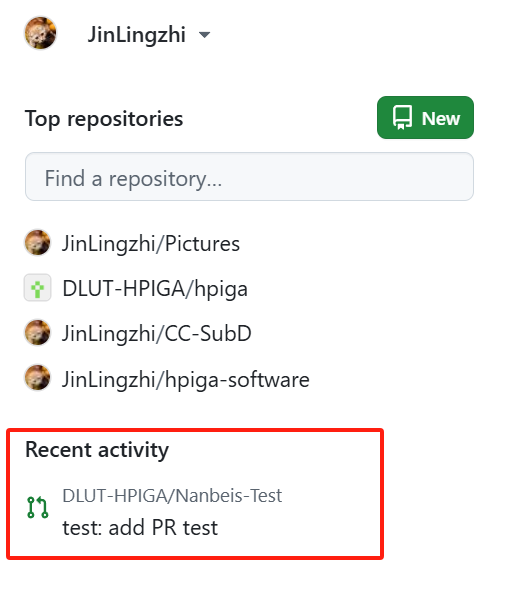 JinLingzhi
Top repositories
New
Find a repository...
JinLingzhi/Pictures
DLUT-HPIGA/hpiga
JinLingzhi/CC-SubD
JinLingzhi/hpiga-software
Recent activity
DLUT-HPIGA/Nanbeis-Test
test: add PR test